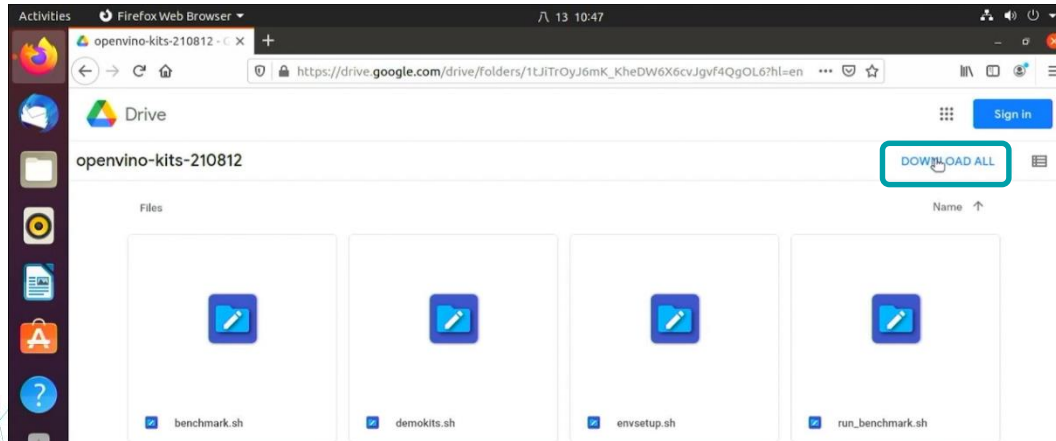 Activities Firefox Web Browser 八 13 10:47
openvino-kits-210812 -
https://drive.google.com/drive/folders/1tJiTrOyJ6mK_KheDW6X6cvJgvf4QgOL6?hl=en
Drive Sign in
openvino-kits-210812 DOWNLOAD ALL
Files Name
benchmark.sh demokits.sh envsetup.sh run_benchmark.sh